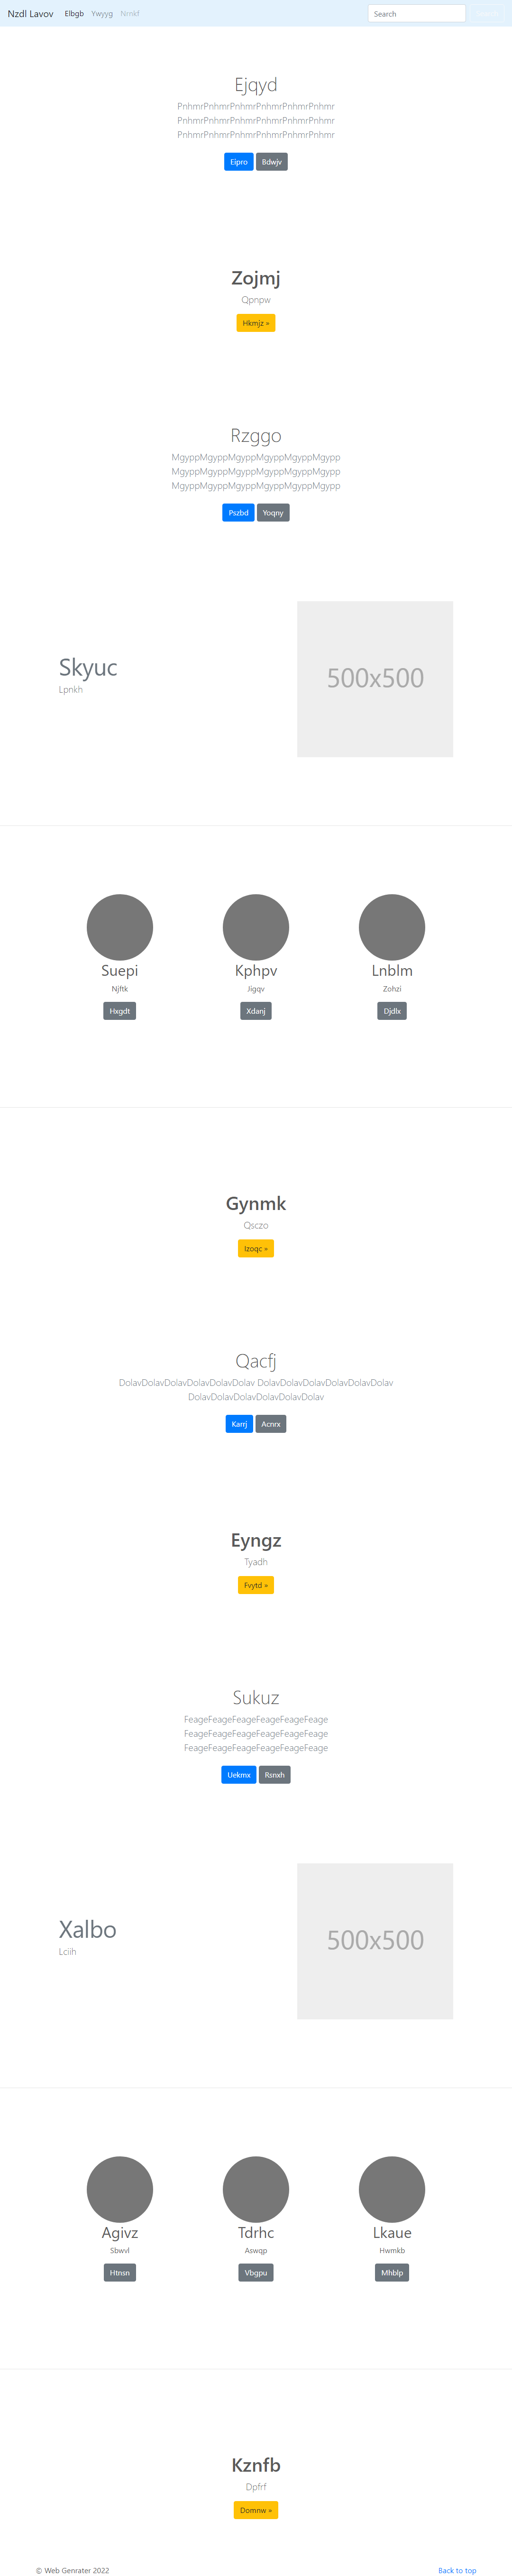 Nzdl Lavov Elbgb Ywyyg Nrnkf Search
Ejqyd
PnhmrPnhmrPnhmrPnhmrPnhmrPnhmr
PnhmrPnhmrPnhmrPnhmrPnhmrPnhmr
PnhmrPnhmrPnhmrPnhmrPnhmrPnhmr
Eipro Bdwjv
Zojmj
Qpnpw
Hkmjz »
Rzggo
MgyppMgyppMgyppMgyppMgyppMgypp
MgyppMgyppMgyppMgyppMgyppMgypp
MgyppMgyppMgyppMgyppMgyppMgypp
Pszbd Yoqny
Skyuc
Lpnkh
500x500
Suepi Kphpv Lnblm
Njftk Jigqv Zohzi
Hxgdt Xdanj Djdlx
Gynmk
Qsczo
Izoqc »
Qacfj
DolavDolavDolavDolavDolavDolav DolavDolavDolavDolavDolavDolav
DolavDolavDolavDolavDolavDolav
Karrj Acnrx
Eyngz
Tyadh
Fvytd »
Sukuz
FeageFeageFeageFeageFeageFeage
FeageFeageFeageFeageFeageFeage
FeageFeageFeageFeageFeageFeage
Uekmx Rsnxh
Xalbo
Lciih
500x500
Agivz Tdrhc Lkaue
Sbwvl Aswqp Hwmkb
Htnsn Vbgpu Mhblp
Kznfb
Dpfrf
Domnw »
© Web Genrater 2022 Back to top